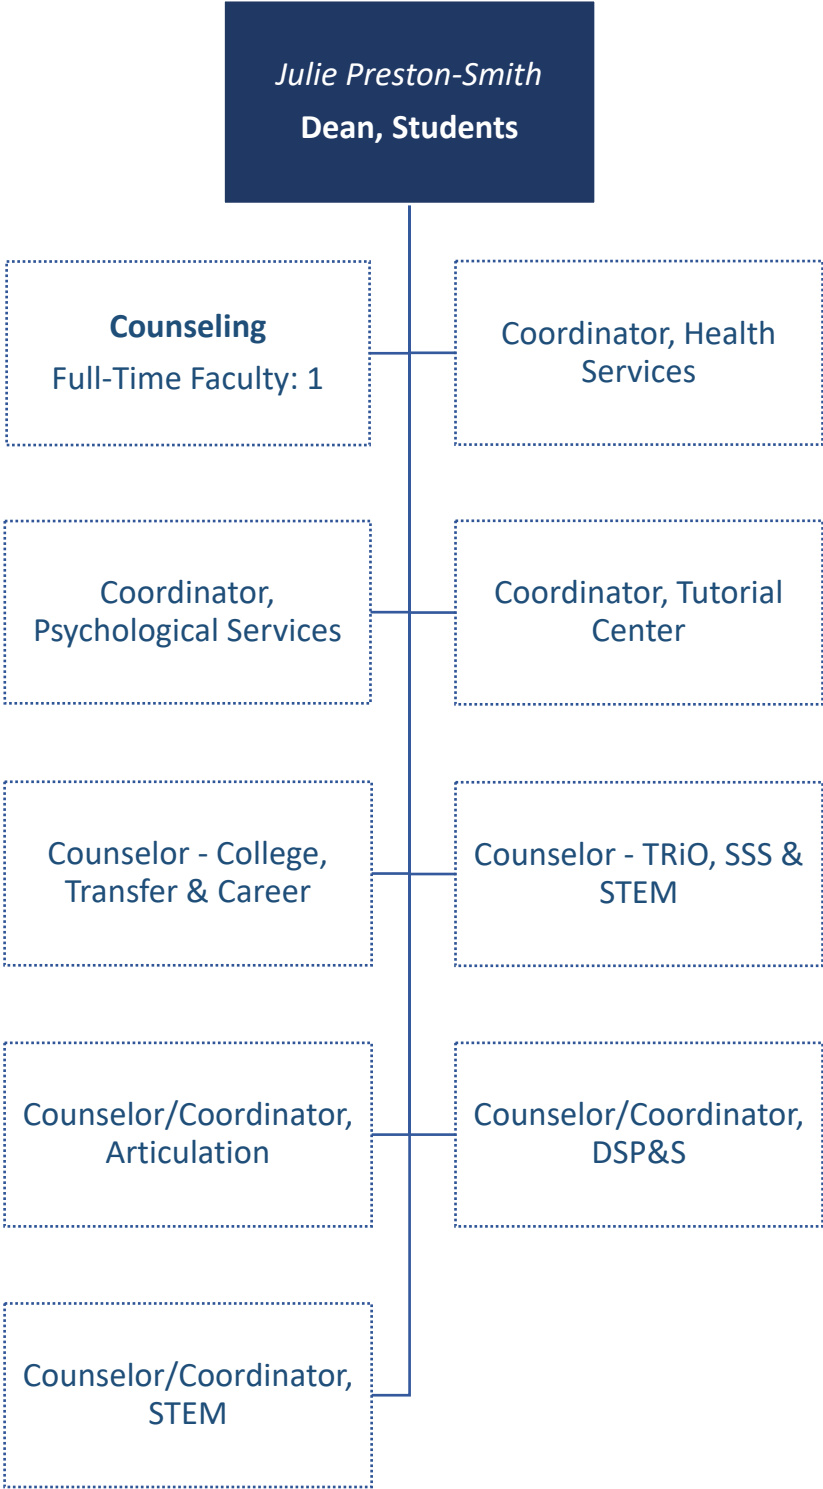 Julie Preston-Smith
Dean, Students
Counseling
Full-Time Faculty: 1
Coordinator, Health
Services
Coordinator,
Psychological Services
Coordinator, Tutorial
Center
Counselor - College,
Transfer & Career
Counselor - TRiO, SSS &
STEM
Counselor/Coordinator,
Articulation
Counselor/Coordinator,
DSP&S
Counselor/Coordinator,
STEM